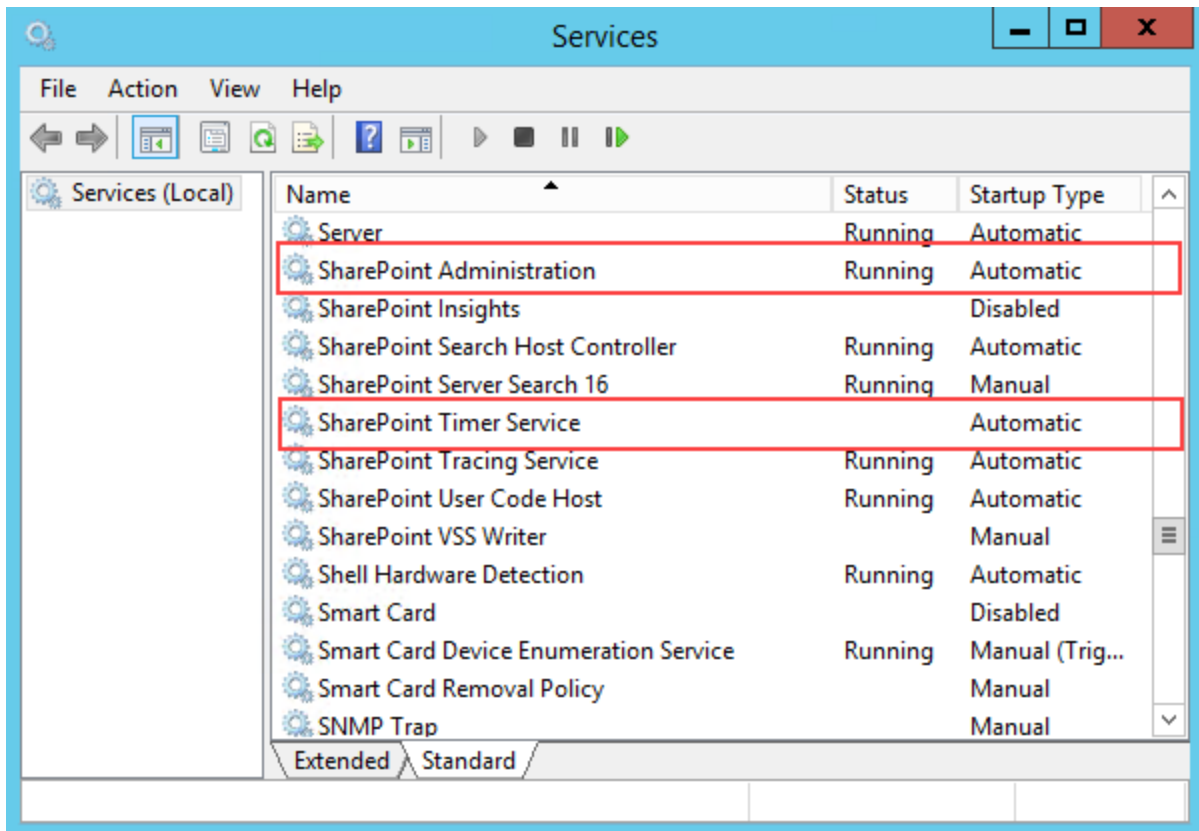 Services
File Action View Help
Services (Local)
Name Status Startup Type
Server Running Automatic
SharePoint Administration Running Automatic
SharePoint Insights Disabled
SharePoint Search Host Controller Running Automatic
SharePoint Server Search 16 Running Manual
SharePoint Timer Service Automatic
SharePoint Tracing Service Running Automatic
SharePoint User Code Host Running Automatic
SharePoint VSS Writer Manual
Shell Hardware Detection Running Automatic
Smart Card Disabled
Smart Card Device Enumeration Service Running Manual (Trig...
Smart Card Removal Policy Manual
SNMP Trap Manual
Extended Standard